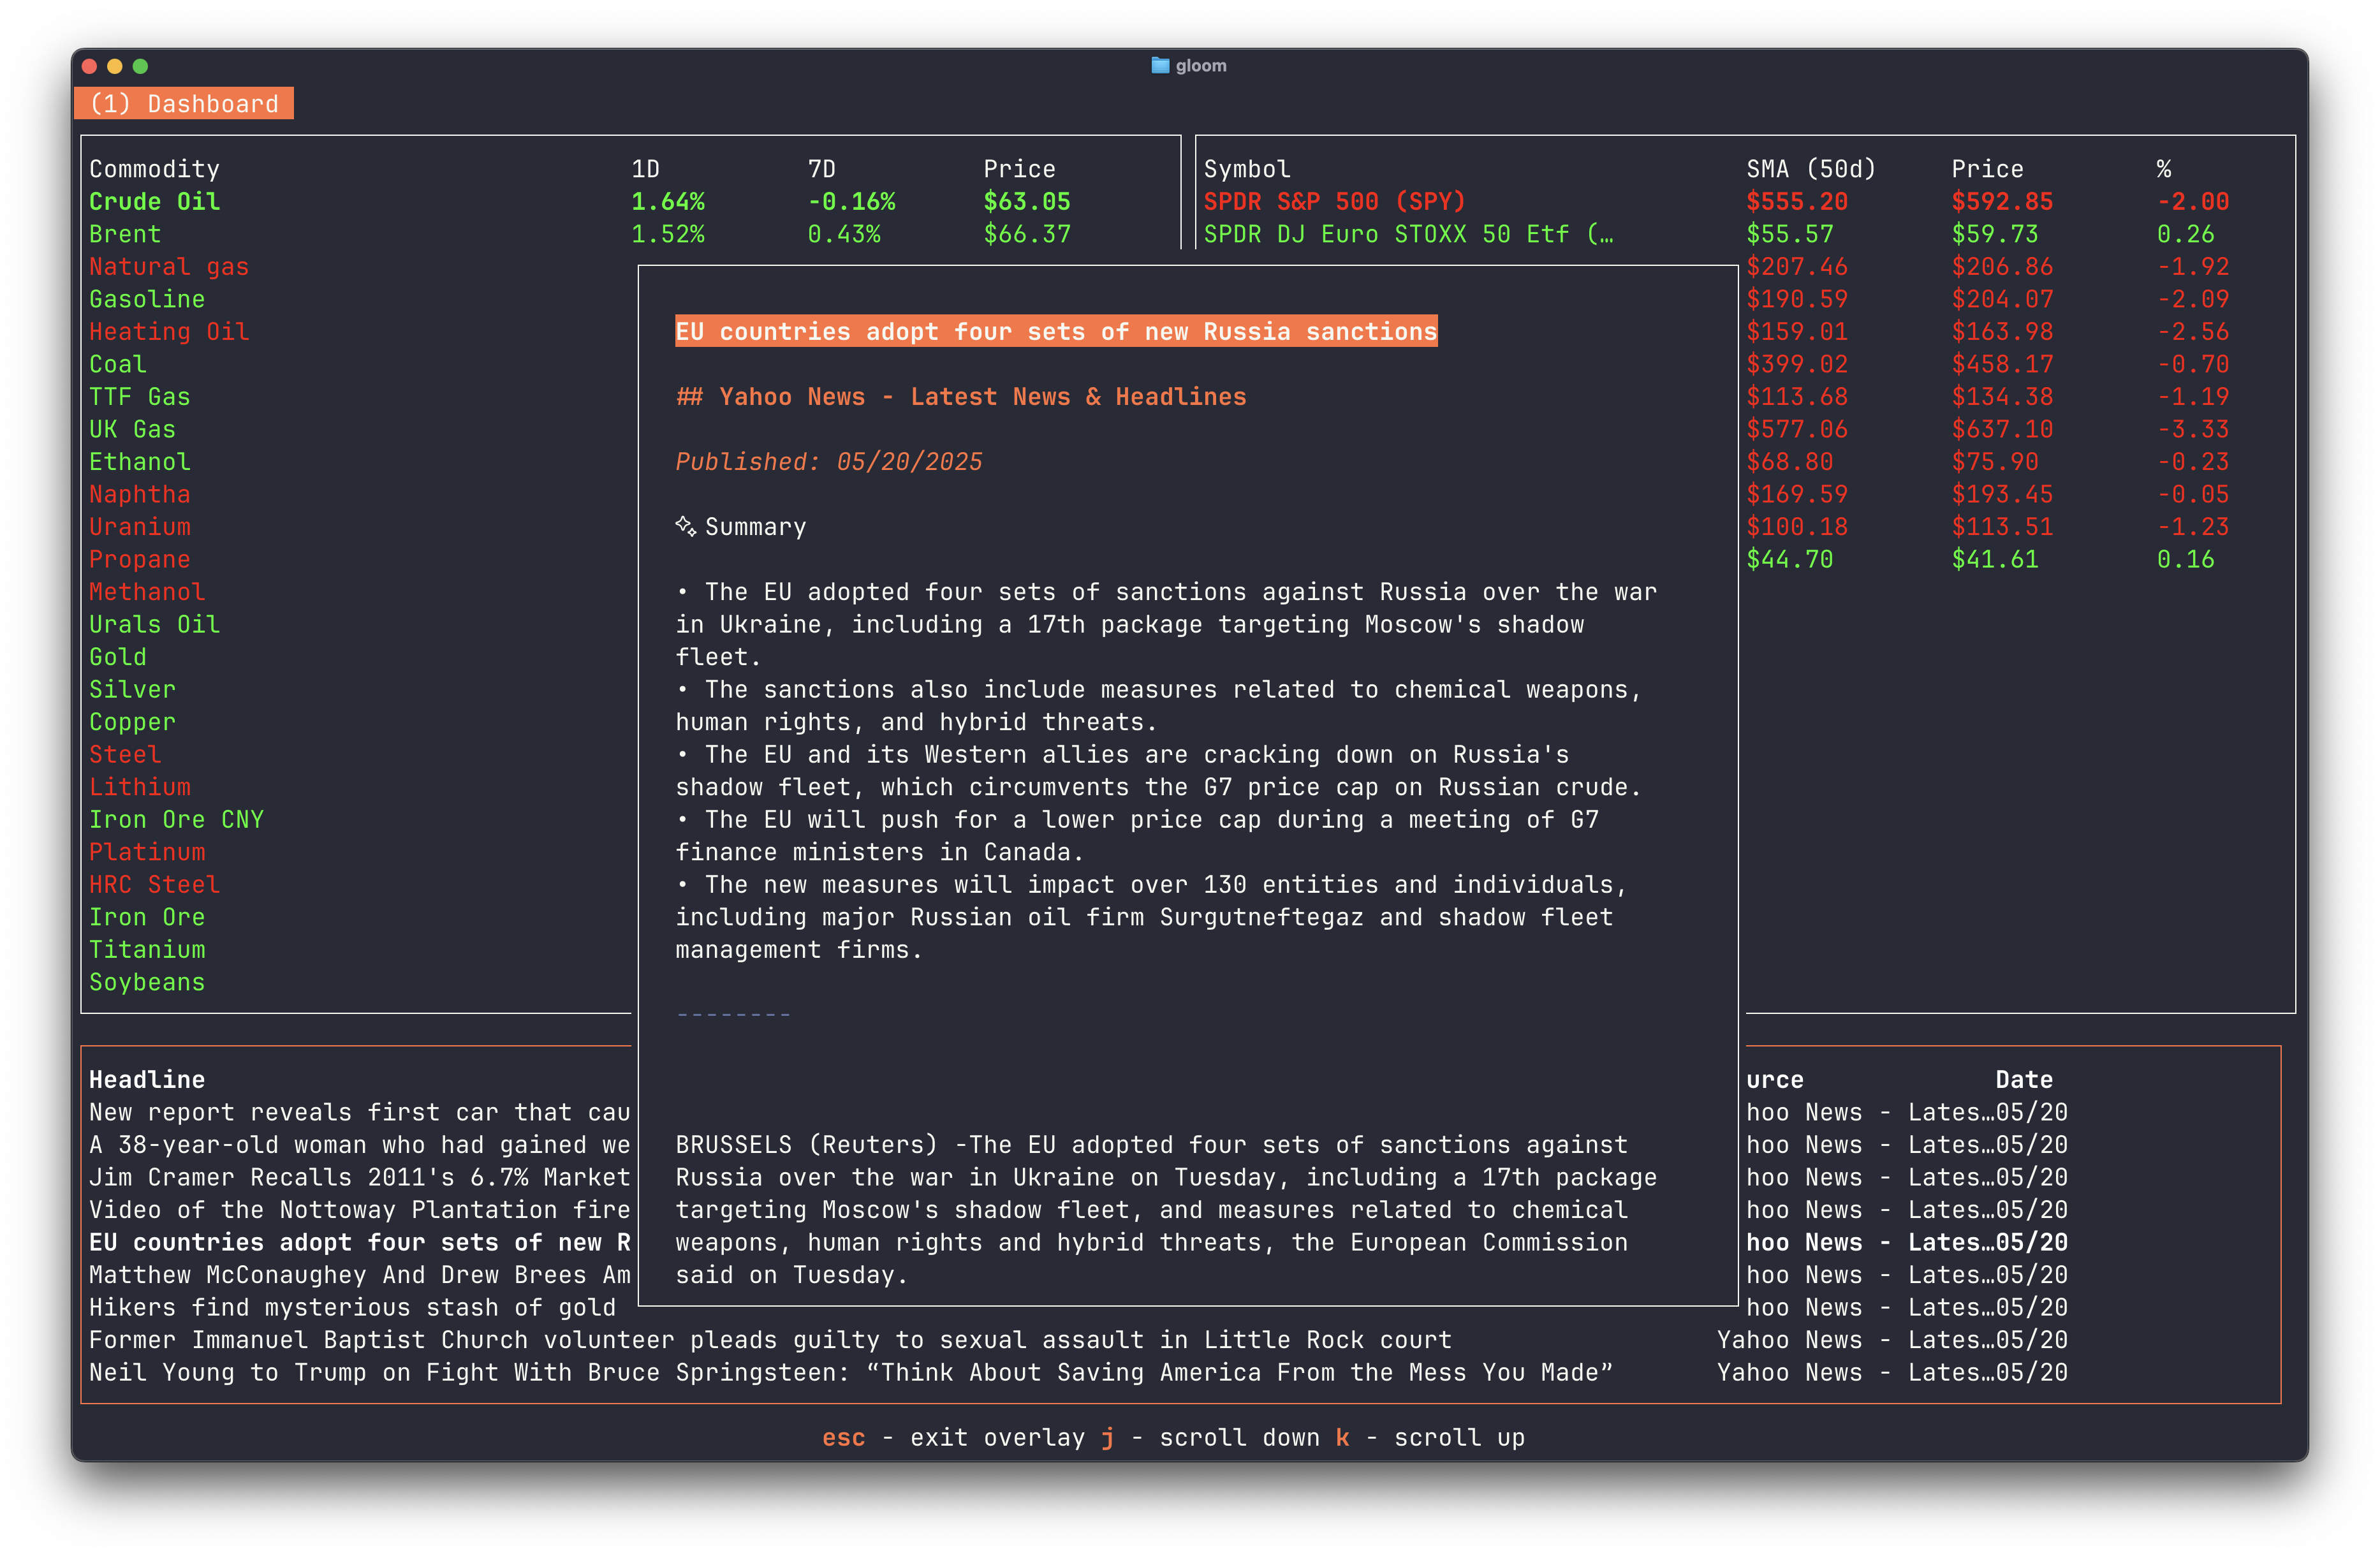 gloom
(1) Dashboard
Commodity 1D 7D Price
Crude Oil 1.64% -0.16% $63.05
Brent 1.52% 0.43% $66.37
Natural gas
Gasoline
Heating Oil
Coal
TTF Gas
UK Gas
Ethanol
Naphtha
Uranium
Propane
Methanol
Urals Oil
Gold
Silver
Copper
Steel
Lithium
Iron Ore CNY
Platinum
HRC Steel
Iron Ore
Titanium
Soybeans
Symbol SMA (50d) Price %
SPDR S&P 500 (SPY) $555.20 $592.85 -2.00
SPDR DJ Euro STOXX 50 Etf (… $55.57 $59.73 0.26
$207.46 $206.86 -1.92
$190.59 $204.07 -2.09
$159.01 $163.98 -2.56
$399.02 $458.17 -0.70
$113.68 $134.38 -1.19
$577.06 $637.10 -3.33
$68.80 $75.90 -0.23
$169.59 $193.45 -0.05
$100.18 $113.51 -1.23
$44.70 $41.61 0.16
EU countries adopt four sets of new Russia sanctions
## Yahoo News - Latest News & Headlines
Published: 05/20/2025
Summary
• The EU adopted four sets of sanctions against Russia over the war
in Ukraine, including a 17th package targeting Moscow's shadow
fleet.
• The sanctions also include measures related to chemical weapons,
human rights, and hybrid threats.
• The EU and its Western allies are cracking down on Russia's
shadow fleet, which circumvents the G7 price cap on Russian crude.
• The EU will push for a lower price cap during a meeting of G7
finance ministers in Canada.
• The new measures will impact over 130 entities and individuals,
including major Russian oil firm Surgutneftegaz and shadow fleet
management firms.
--------
BRUSSELS (Reuters) -The EU adopted four sets of sanctions against
Russia over the war in Ukraine on Tuesday, including a 17th package
targeting Moscow's shadow fleet, and measures related to chemical
weapons, human rights and hybrid threats, the European Commission
said on Tuesday.
Headline urce Date
New report reveals first car that cau hoo News - Lates…05/20
A 38-year-old woman who had gained we hoo News - Lates…05/20
Jim Cramer Recalls 2011's 6.7% Market hoo News - Lates…05/20
Video of the Nottoway Plantation fire hoo News - Lates…05/20
EU countries adopt four sets of new R hoo News - Lates…05/20
Matthew McConaughey And Drew Brees Am hoo News - Lates…05/20
Hikers find mysterious stash of gold hoo News - Lates…05/20
Former Immanuel Baptist Church volunteer pleads guilty to sexual assault in Little Rock court Yahoo News - Lates…05/20
Neil Young to Trump on Fight With Bruce Springsteen: “Think About Saving America From the Mess You Made” Yahoo News - Lates…05/20
esc - exit overlay j - scroll down k - scroll up